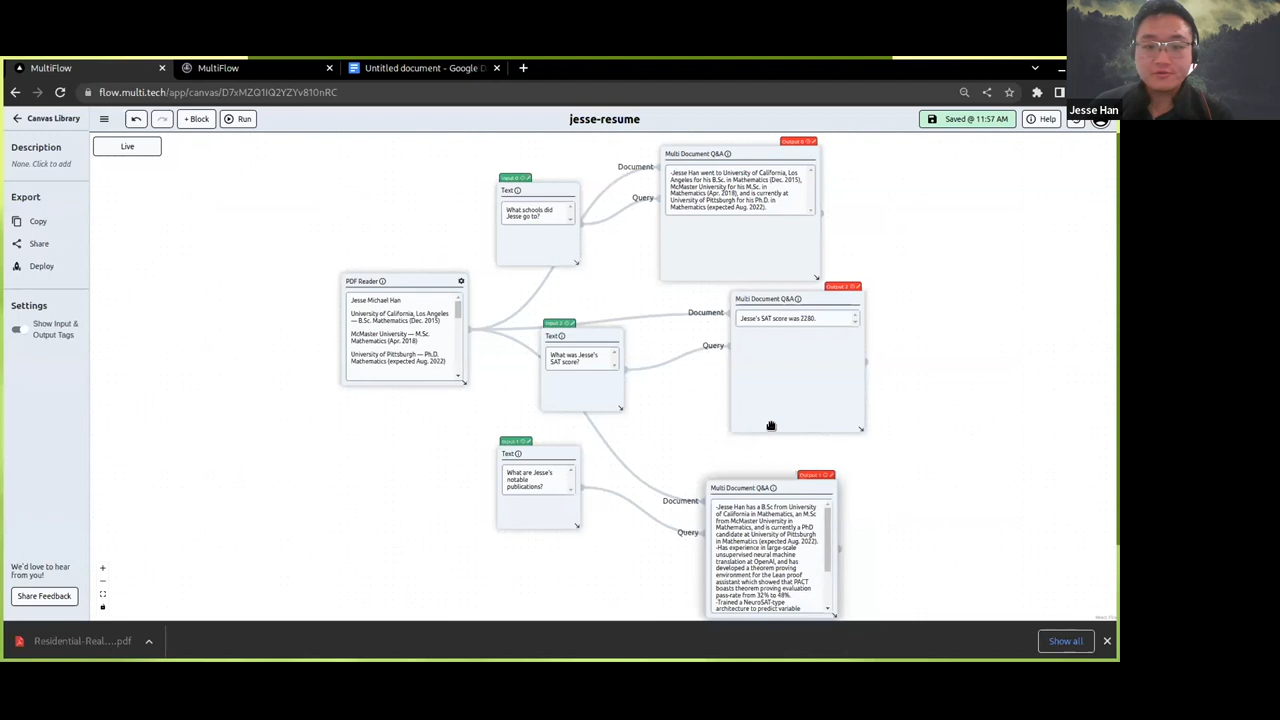 MultiFlow
MultiFlow
Untitled document - Google D
Jesse Han
flow.multi.tech/app/canvas/D7xMZQ1IQ2YZYv810nRC
Canvas Library
+ Block
Run
jesse-resume
Saved @ 11:57 AM
Help
Description
None. Click to add
Export
Copy
Share
Deploy
Settings
Show Input &
Output Tags
We'd love to hear
from you!
Share Feedback
Live
PDF Reader
Jesse Michael Han
University of California, Los Angeles
— B.Sc. Mathematics (Dec. 2015)
McMaster University — M.Sc.
Mathematics (Apr. 2018)
University of Pittsburgh — Ph.D.
Mathematics (expected Aug. 2022)
Input 0
Text
What schools did
Jesse go to?
Text
What was Jesse's
SAT score?
Input 1
Text
What are Jesse's
notable
publications?
Document
Query
Multi Document Q&A
-Jesse Han went to University of California, Los
Angeles for his B.Sc. in Mathematics (Dec. 2015),
McMaster University for his M.Sc. in
Mathematics (Apr. 2018), and is currently at
University of Pittsburgh for his Ph.D. in
Mathematics (expected Aug. 2022).
Document
Query
Output 2
Multi Document Q&A
Jesse's SAT score was 2280.
Document
Query
Output 1
Multi Document Q&A
-Jesse Han has a B.Sc from University
of California in Mathematics, an M.Sc
from McMaster University in
Mathematics, and is currently a PhD
candidate at University of Pittsburgh
in Mathematics (expected Aug. 2022).
-Has experience in large-scale
unsupervised neural machine
translation at OpenAI, and has
developed a theorem proving
environment for the Lean proof
assistant which showed that PACT
boasts theorem proving evaluation
pass-rate from 32% to 48%.
-Trained a NeuroSAT-type
architecture to predict variable
Residential-Real....pdf
Show all